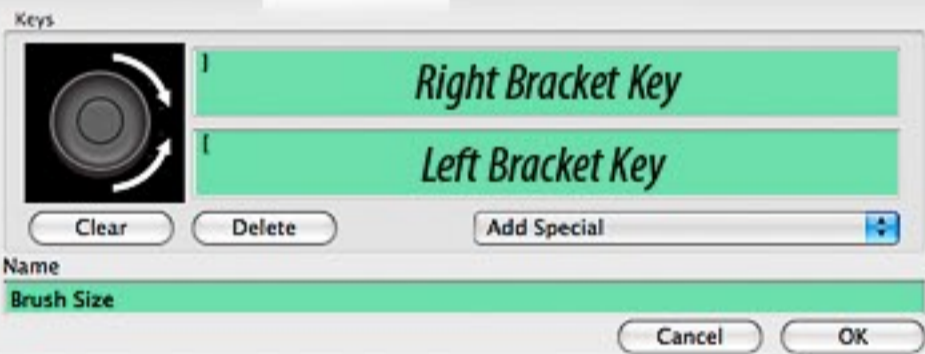 Keys
]
Right Bracket Key
[
Left Bracket Key
Clear
Delete
Add Special
Name
Brush Size
Cancel
OK